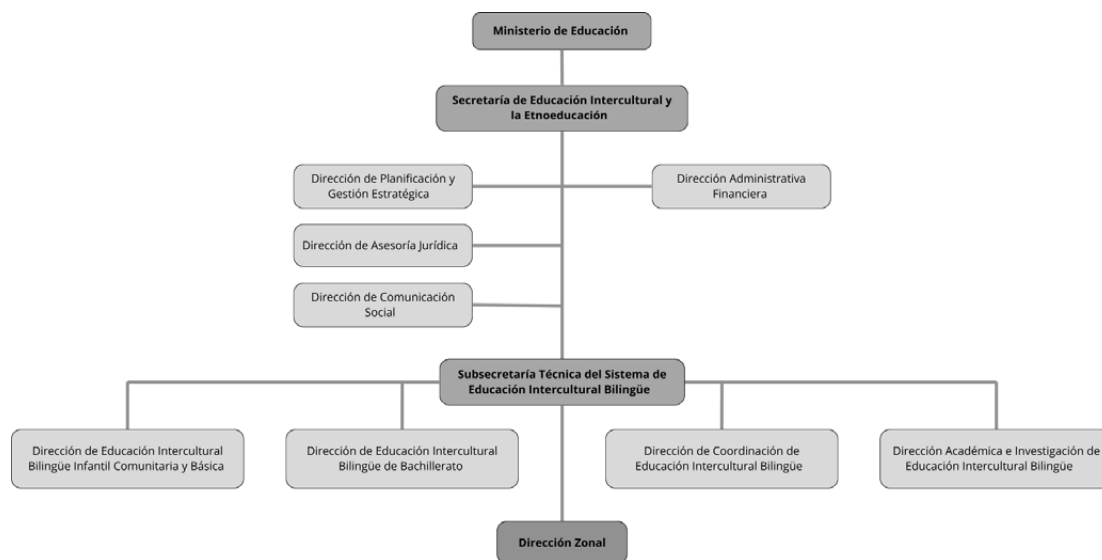 Ministerio de Educación
Secretaría de Educación Intercultural y
la Etnoeducación
Dirección de Planificación y
Gestión Estratégica
Dirección Administrativa
Financiera
Dirección de Asesoría Jurídica
Dirección de Comunicación
Social
Subsecretaría Técnica del Sistema de
Educación Intercultural Bilingüe
Dirección de Educación Intercultural
Bilingüe Infantil Comunitaria y Básica
Dirección de Educación Intercultural
Bilingüe de Bachillerato
Dirección de Coordinación de
Educación Intercultural Bilingüe
Dirección Académica e Investigación de
Educación Intercultural Bilingüe
Dirección Zonal